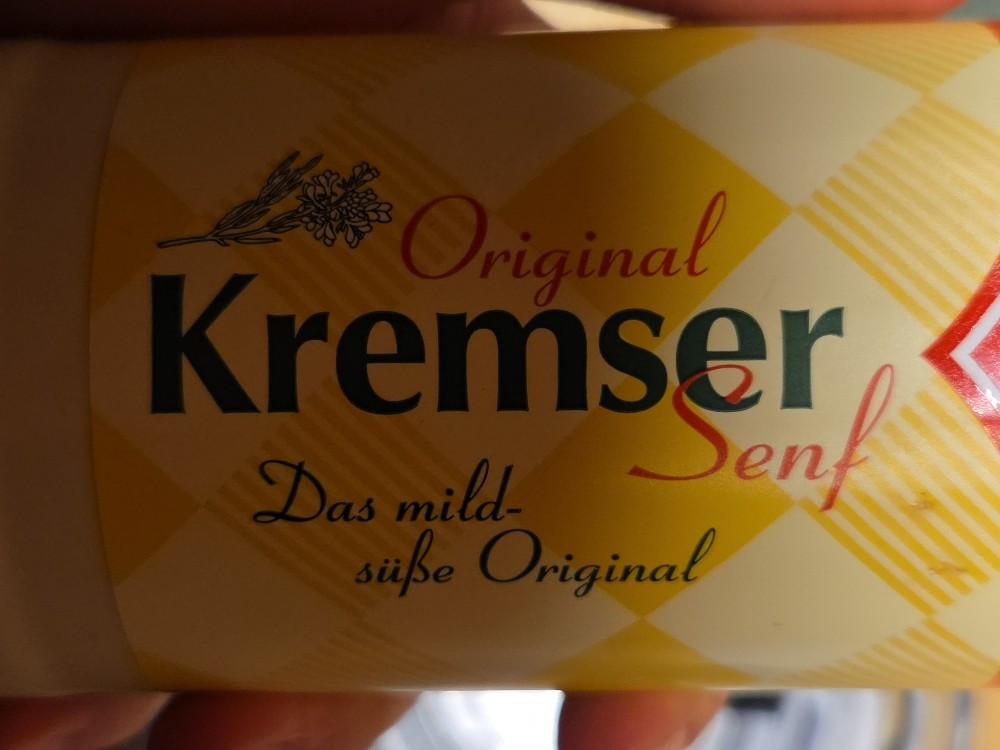 Original
Kremser
Senf
Das mild-
süße Original